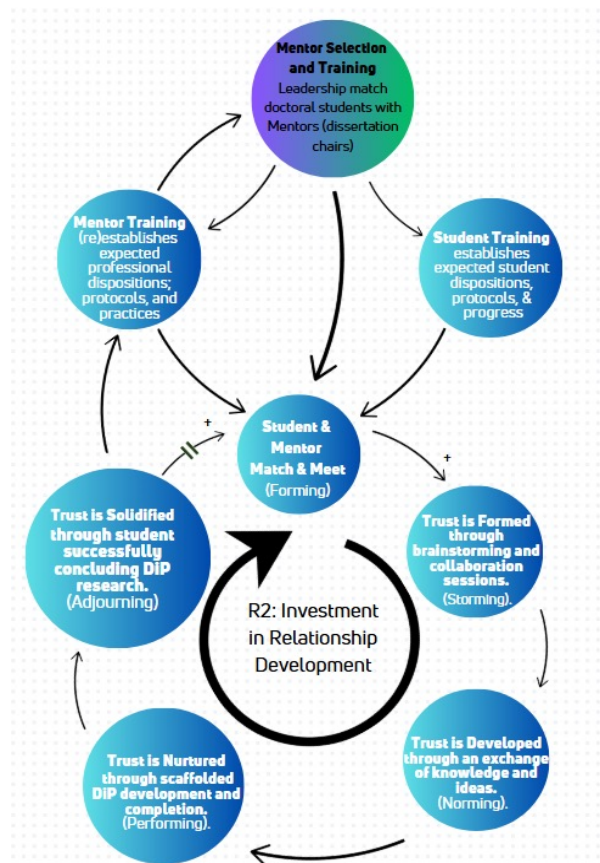 Mentor Selection
and Training
Leadership match
doctoral students with
Mentors (dissertation
chairs)
Mentor Training
(re)establishes
expected
professional
dispositions;
protocols, and
practices
Student Training
establishes
expected student
dispositions,
protocols, &
progress
Student &
Mentor
Match & Meet
(Forming)
+
+
Trust is Solidified
through student
successfully
concluding DiP
research.
(Adjourning)
Trust is Formed
through
brainstorming and
collaboration
sessions.
(Storming).
R2: Investment
in Relationship
Development
Trust is Nurtured
through scaffolded
DiP development and
completion.
(Performing).
Trust is Developed
through an exchange
of knowledge and
ideas.
(Norming).